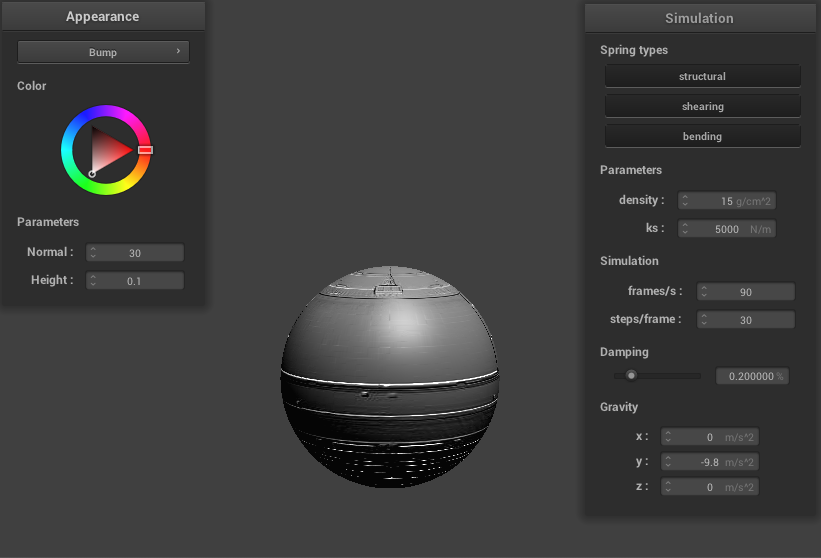 Appearance
Bump
Color
Parameters
Normal : 30
Height : 0.1
Simulation
Spring types
structural
shearing
bending
Parameters
density : 15 g/cm^2
ks : 5000 N/m
Simulation
frames/s : 90
steps/frame : 30
Damping
0.200000 %
Gravity
x : 0 m/s^2
y : -9.8 m/s^2
z : 0 m/s^2